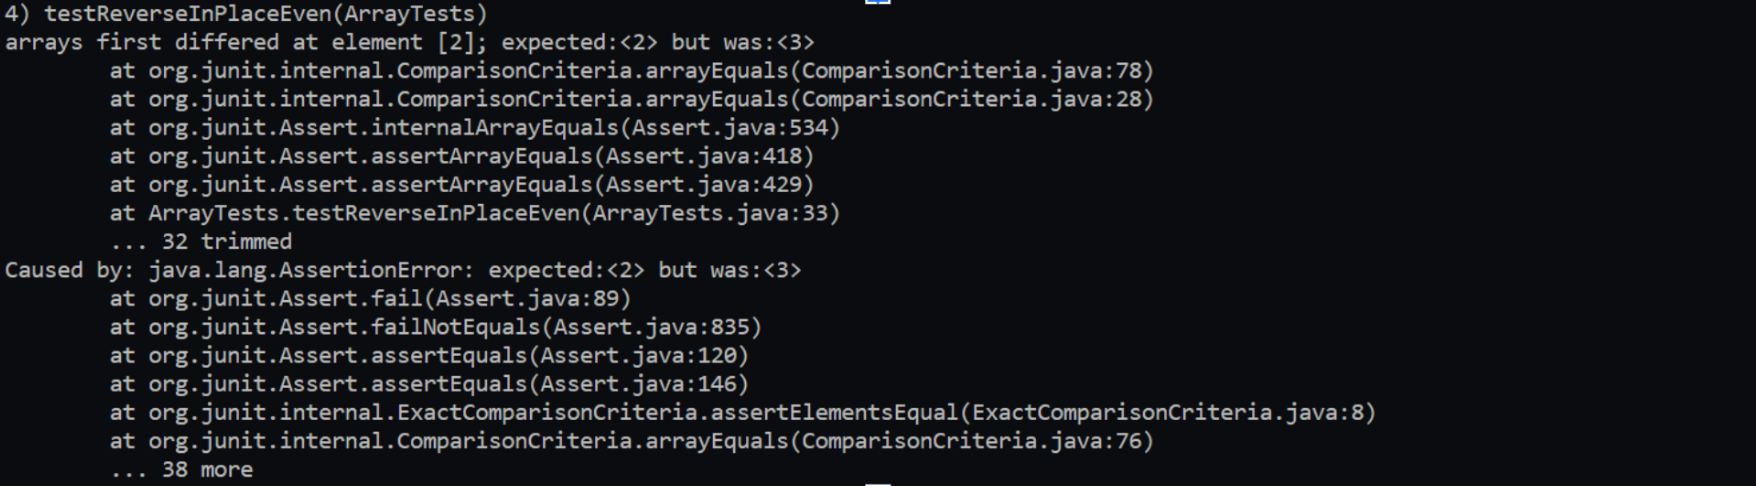 4) testReverseInPlaceEven(ArrayTests)
arrays first differed at element [2]; expected:<2> but was:<3>
        at org.junit.internal.ComparisonCriteria.arrayEquals(ComparisonCriteria.java:78)
        at org.junit.internal.ComparisonCriteria.arrayEquals(ComparisonCriteria.java:28)
        at org.junit.Assert.internalArrayEquals(Assert.java:534)
        at org.junit.Assert.assertArrayEquals(Assert.java:418)
        at org.junit.Assert.assertArrayEquals(Assert.java:429)
        at ArrayTests.testReverseInPlaceEven(ArrayTests.java:33)
        ... 32 trimmed
Caused by: java.lang.AssertionError: expected:<2> but was:<3>
        at org.junit.Assert.fail(Assert.java:89)
        at org.junit.Assert.failNotEquals(Assert.java:835)
        at org.junit.Assert.assertEquals(Assert.java:120)
        at org.junit.Assert.assertEquals(Assert.java:146)
        at org.junit.internal.ExactComparisonCriteria.assertElementsEqual(ExactComparisonCriteria.java:8)
        at org.junit.internal.ComparisonCriteria.arrayEquals(ComparisonCriteria.java:76)
        ... 38 more